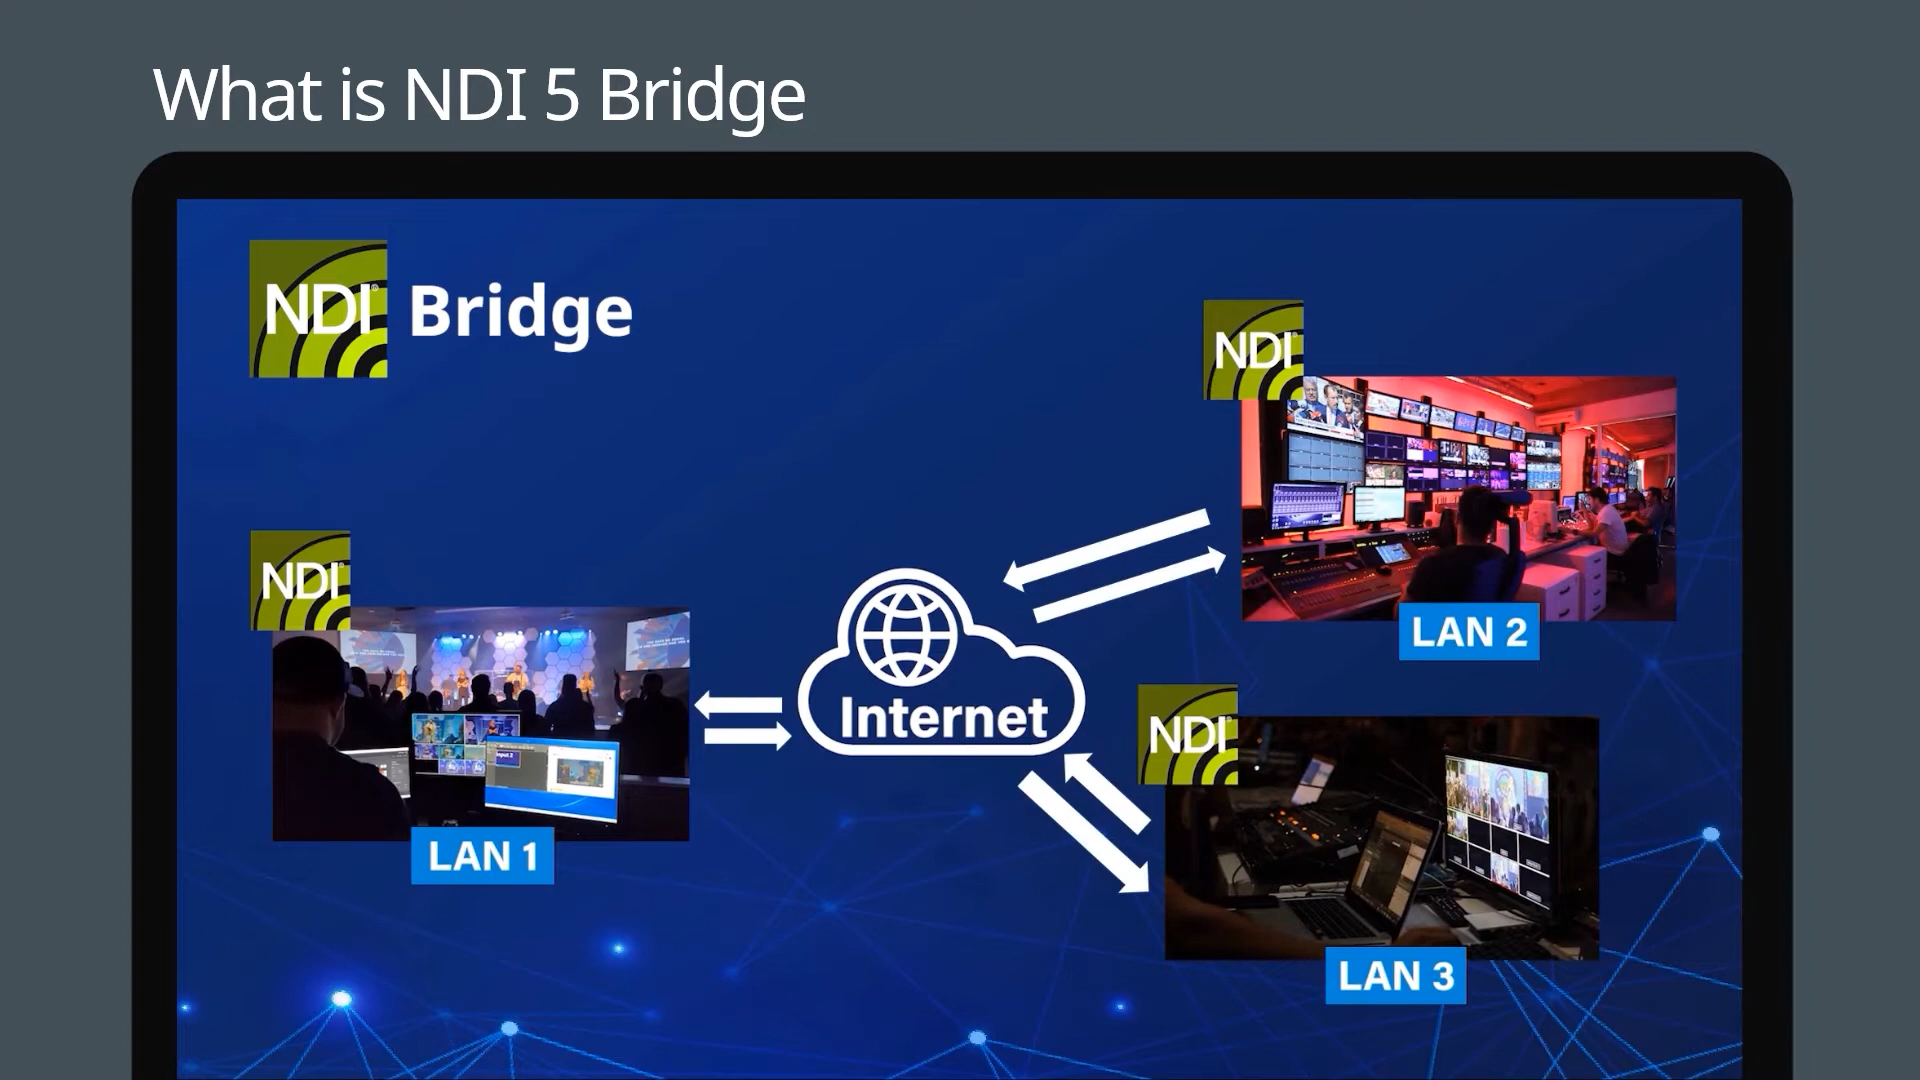 What is NDI 5 Bridge
NDI® Bridge
NDI
NDI
LAN 2
Internet
NDI
LAN 1
LAN 3